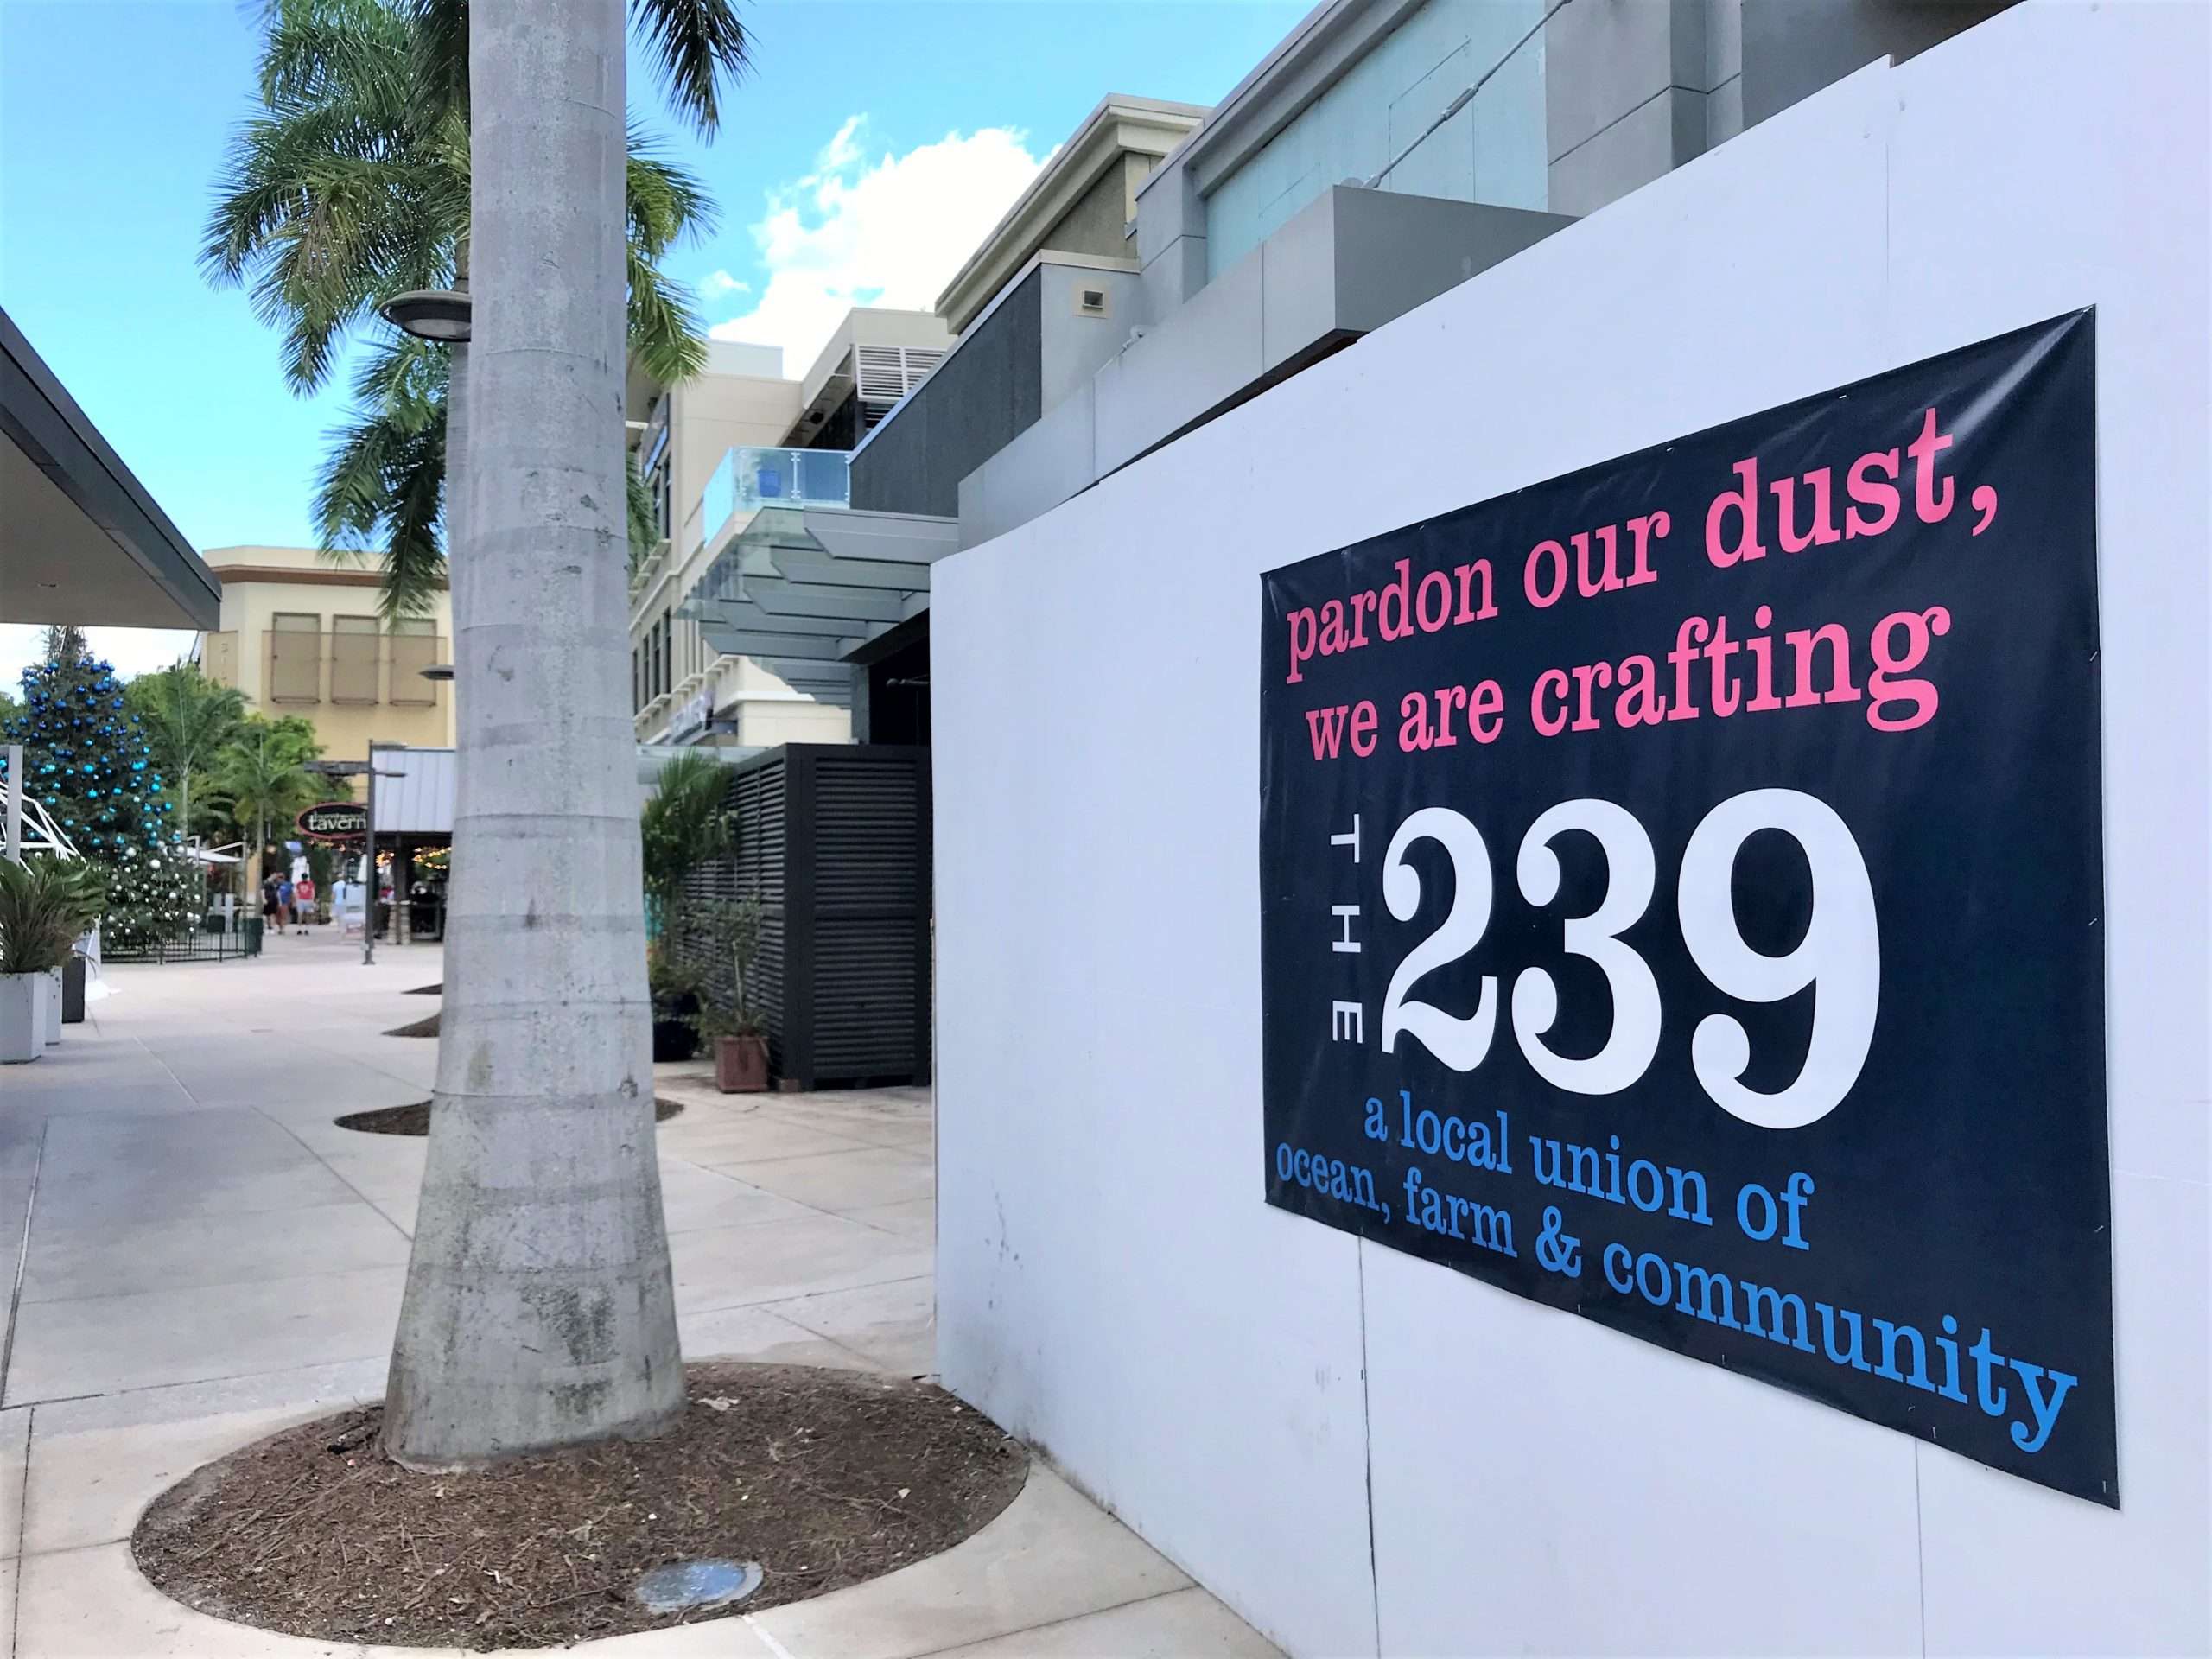 pardon our dust,
we are crafting
THE 239
a local union of
ocean, farm & community
tavern